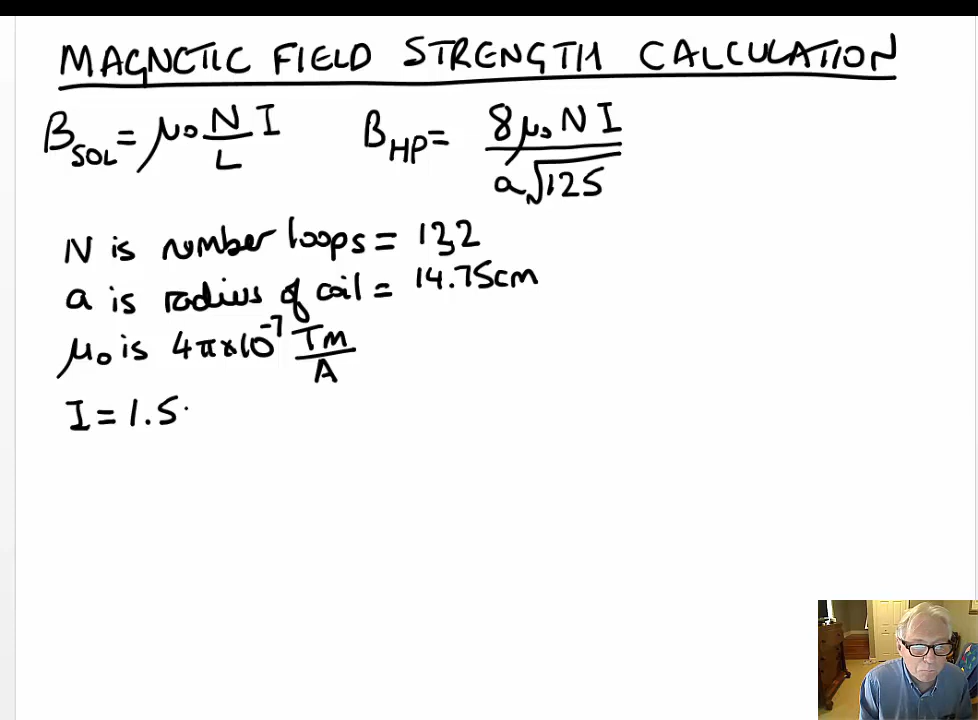 MAGNETIC FIELD STRENGTH CALCULATION
B_SOL = μ₀ N/L I    B_HP = 8μ₀NI / a√125
N is number loops = 132
a is radius of coil = 14.75cm
μ₀ is 4π×10⁻⁷ Tm/A
I = 1.5